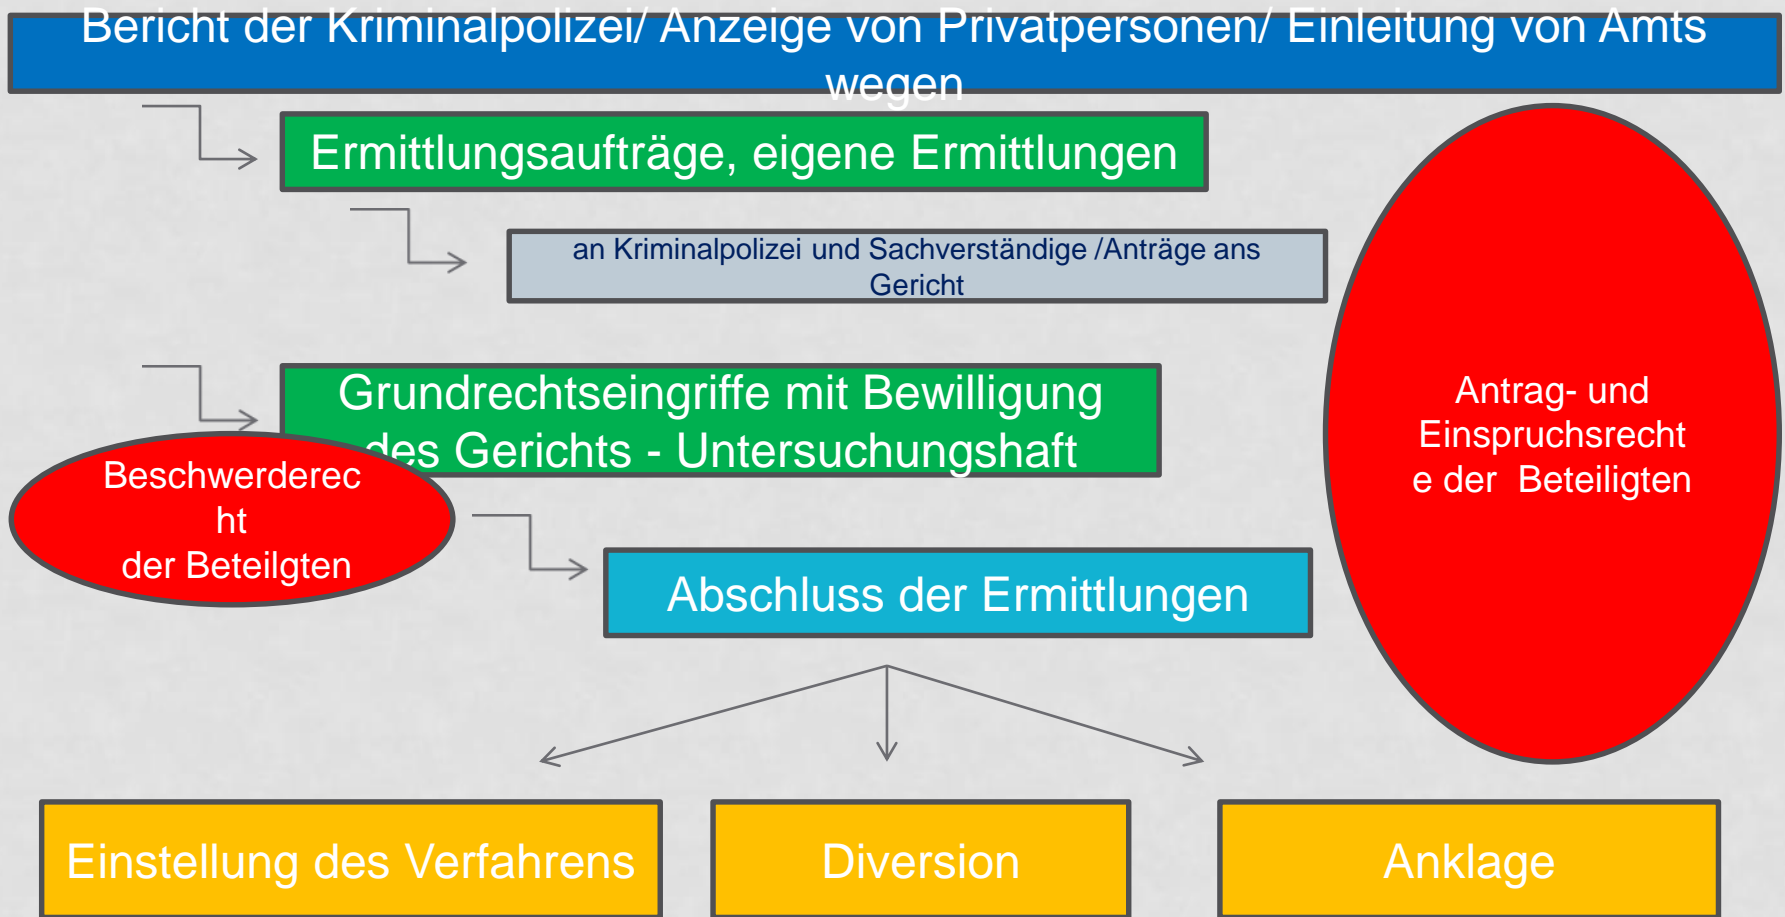 Bericht der Kriminalpolizei/ Anzeige von Privatpersonen/ Einleitung von Amts
wegen
Ermittlungsaufträge, eigene Ermittlungen
an Kriminalpolizei und Sachverständige /Anträge ans
Gericht
Grundrechtseingriffe mit Bewilligung
des Gerichts - Untersuchungshaft
Beschwerderec
ht
der Beteilgten
Antrag- und
Einspruchsrecht
e der  Beteiligten
Abschluss der Ermittlungen
Einstellung des Verfahrens
Diversion
Anklage